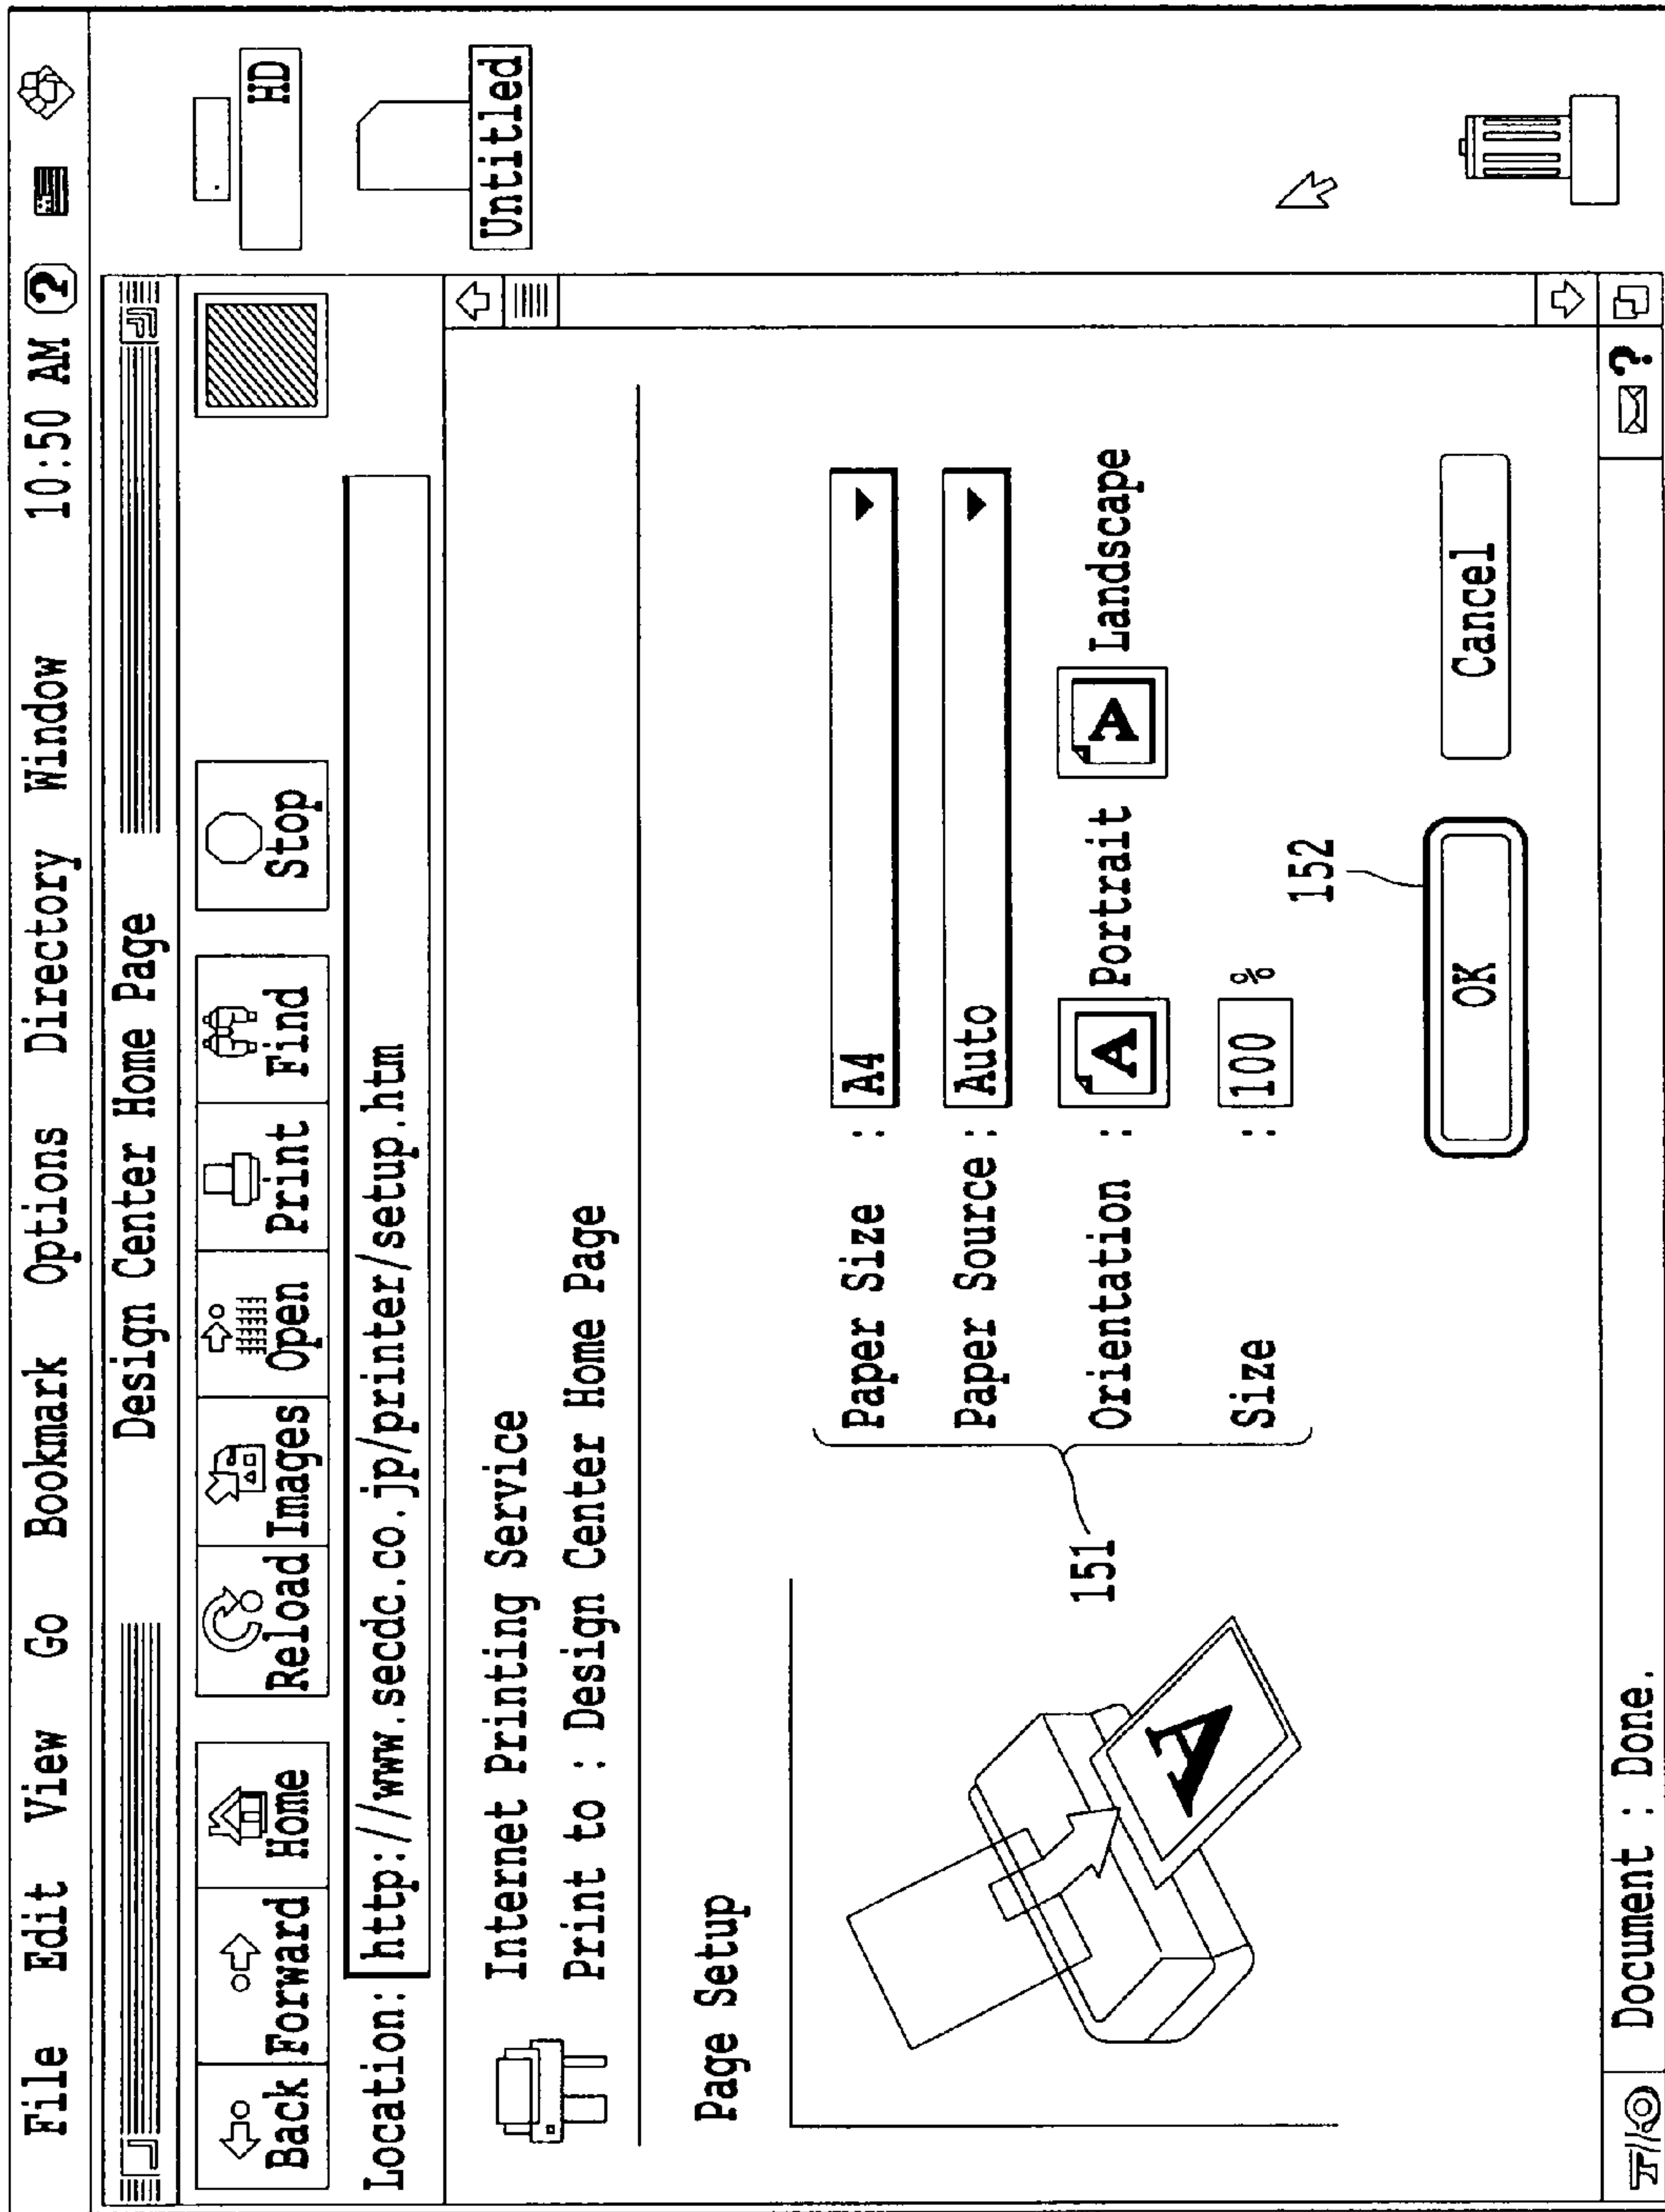 File Edit View Go Bookmark Options Directory Window 10:50 AM ?
HD
Untitled
Design Center Home Page
Back Forward Home Reload Images Open Print Find Stop
Location: http://www.secdc.co.jp/printer/setup.htm
Internet Printing Service
Print to : Design Center Home Page
Page Setup
Paper Size : A4
Paper Source : Auto
Orientation : A Portrait A Landscape
Size : 100 %
151
A
152
OK Cancel
Document : Done. ?